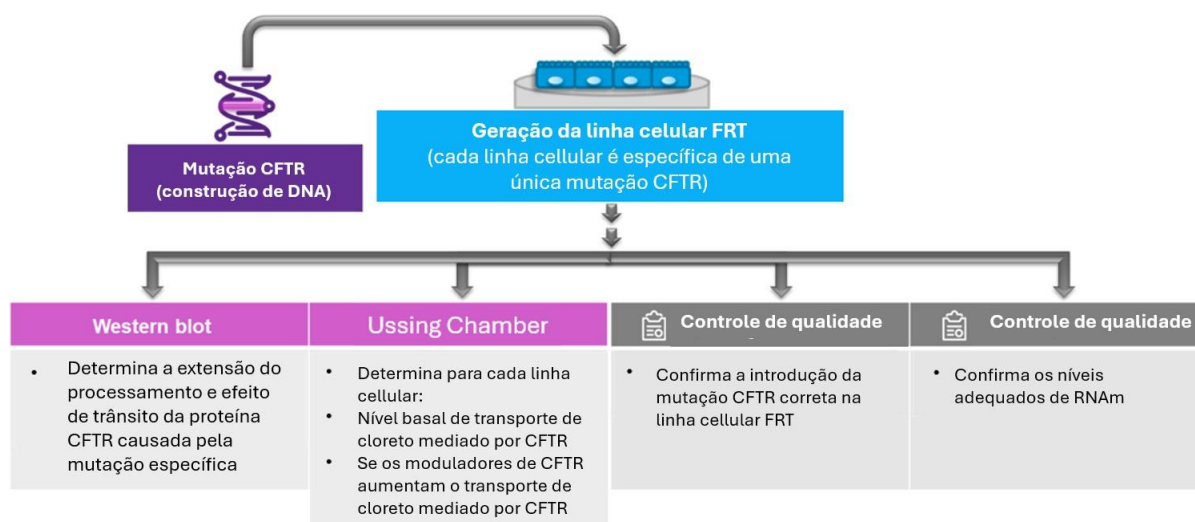 Mutação CFTR
(construção de DNA)
Geração da linha celular FRT
(cada linha cellular é específica de uma
única mutação CFTR)
Western blot
• Determina a extensão do
processamento e efeito
de trânsito da proteína
CFTR causada pela
mutação específica
Ussing Chamber
• Determina para cada linha
cellular:
• Nível basal de transporte de
cloreto mediado por CFTR
• Se os moduladores de CFTR
aumentam o transporte de
cloreto mediado por CFTR
Controle de qualidade
• Confirma a introdução da
mutação CFTR correta na
linha cellular FRT
Controle de qualidade
• Confirma os níveis
adequados de RNAm